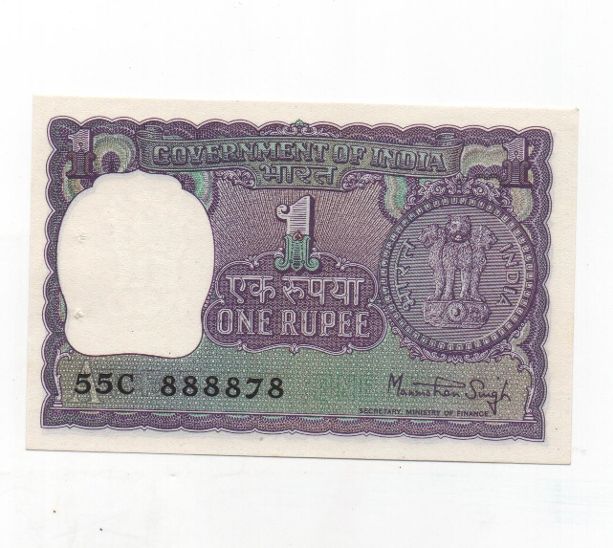 1 GOVERNMENT OF INDIA 1
भारत
1
भारत INDIA
एक रुपया
ONE RUPEE
55C 888878
Manmohan Singh
SECRETARY, MINISTRY OF FINANCE